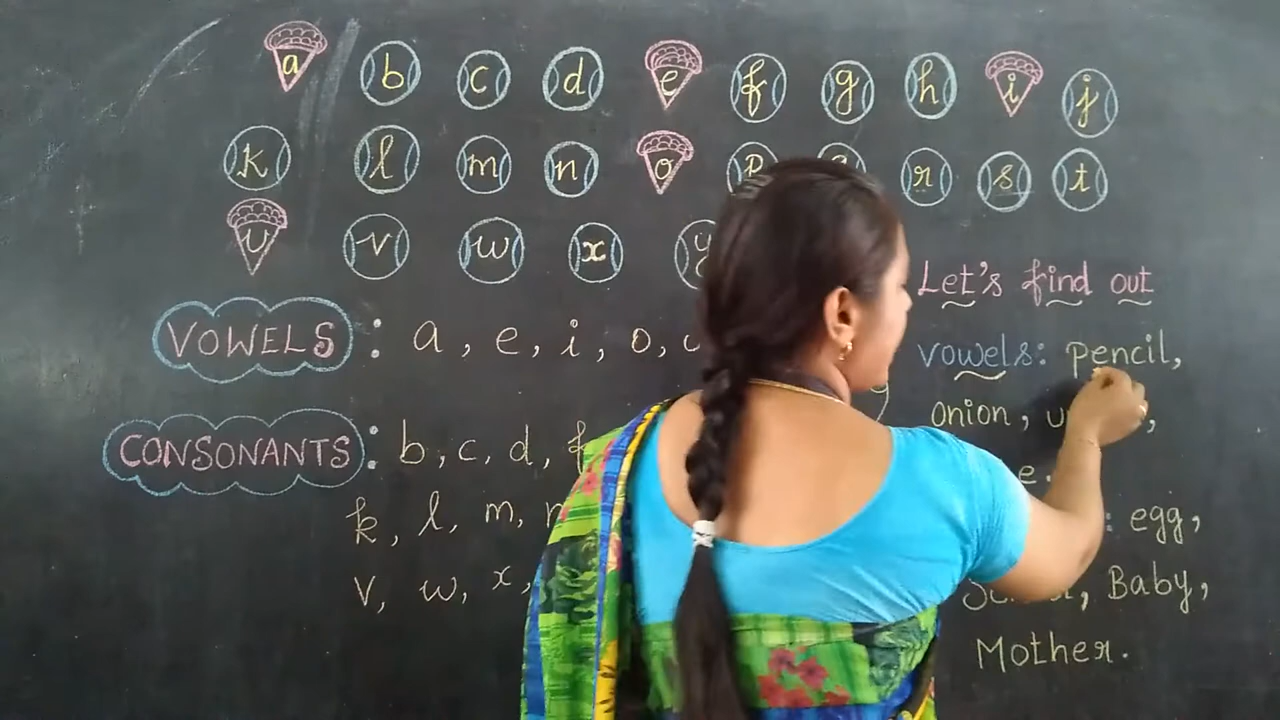 a b c d e f g h i j
k l m n o p r s t
u v w x y
Let's find out
VOWELS : a, e, i, o,
vowels: pencil,
onion,
CONSONANTS : b, c, d,
k, l, m,
egg,
v, w, x,
Baby,
Mother.